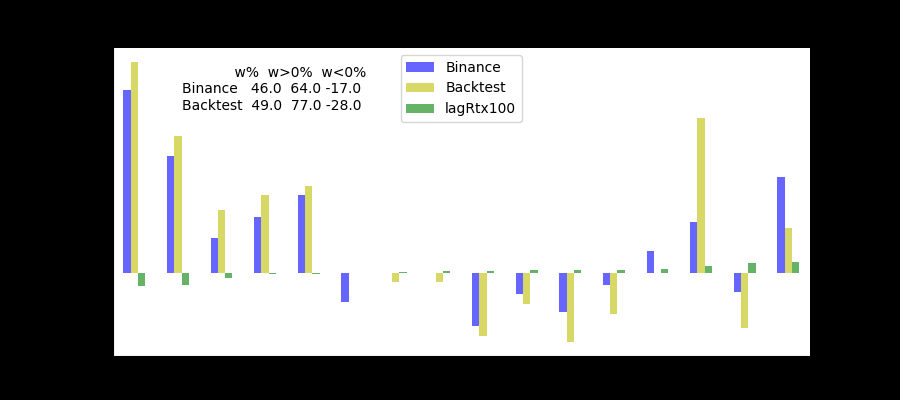 w% w>0% w<0%
Binance 46.0 64.0 -17.0
Backtest 49.0 77.0 -28.0
Binance
Backtest
lagRtx100